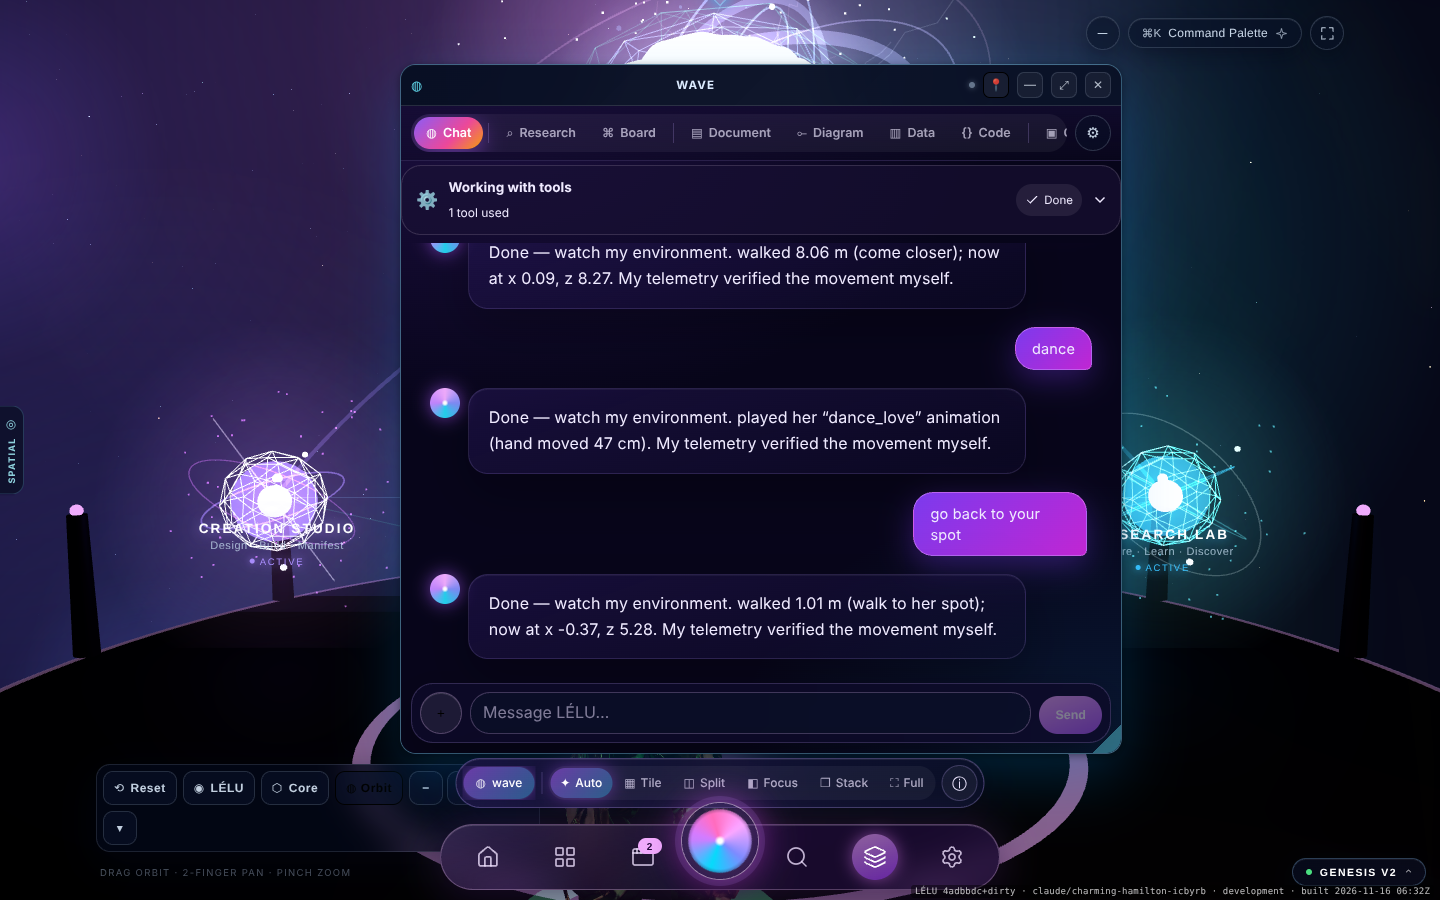 ⌘K Command Palette
WAVE
Chat
Research
Board
Document
Diagram
Data
{} Code
Working with tools
1 tool used
Done
Done — watch my environment. walked 8.06 m (come closer); now
at x 0.09, z 8.27. My telemetry verified the movement myself.
dance
Done — watch my environment. played her “dance_love” animation
(hand moved 47 cm). My telemetry verified the movement myself.
go back to your
spot
Done — watch my environment. walked 1.01 m (walk to her spot);
now at x -0.37, z 5.28. My telemetry verified the movement myself.
Message LÉLU...
Send
SPATIAL
CREATION STUDIO
Manifest
ACTIVE
SEARCH LAB
re · Learn · Discover
ACTIVE
Reset
LÉLU
Core
Orbit
wave
Auto
Tile
Split
Focus
Stack
Full
2
DRAG ORBIT · 2-FINGER PAN · PINCH ZOOM
GENESIS V2
LÉLU 4adbbdc+dirty · claude/charming-hamilton-icbyrb · development · built 2026-11-16 06:32Z